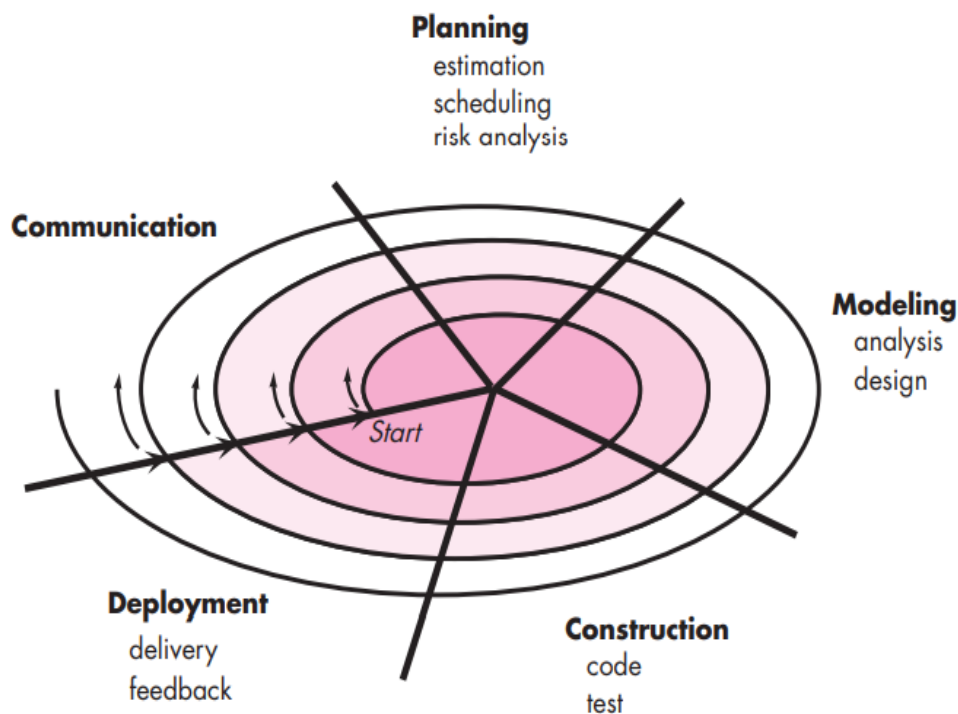 Planning
estimation
scheduling
risk analysis
Communication
Modeling
analysis
design
Start
Deployment
delivery
feedback
Construction
code
test